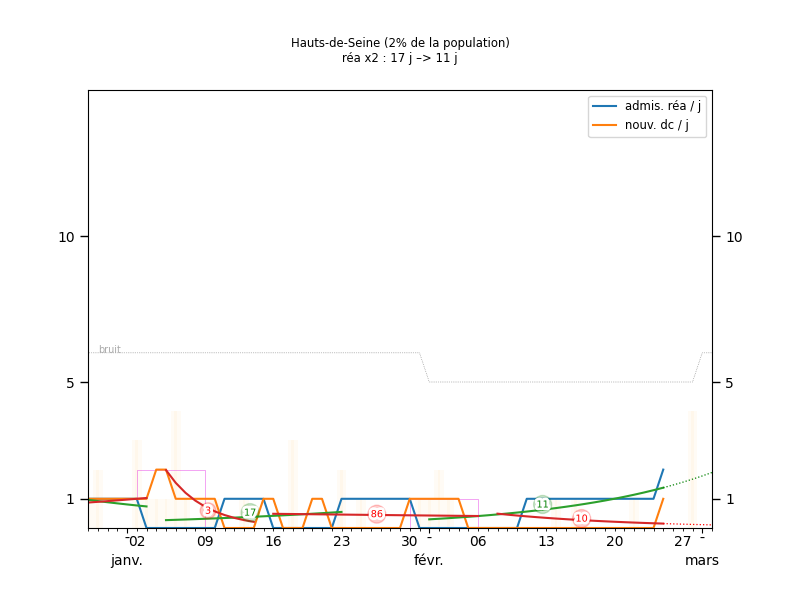 Hauts-de-Seine (2% de la population)
réa x2 : 17 j –> 11 j
admis. réa / j
nouv. dc / j
10
10
bruit
5
5
1
1
3
17
86
11
10
02
09
16
23
30
06
13
20
27
janv.
févr.
mars